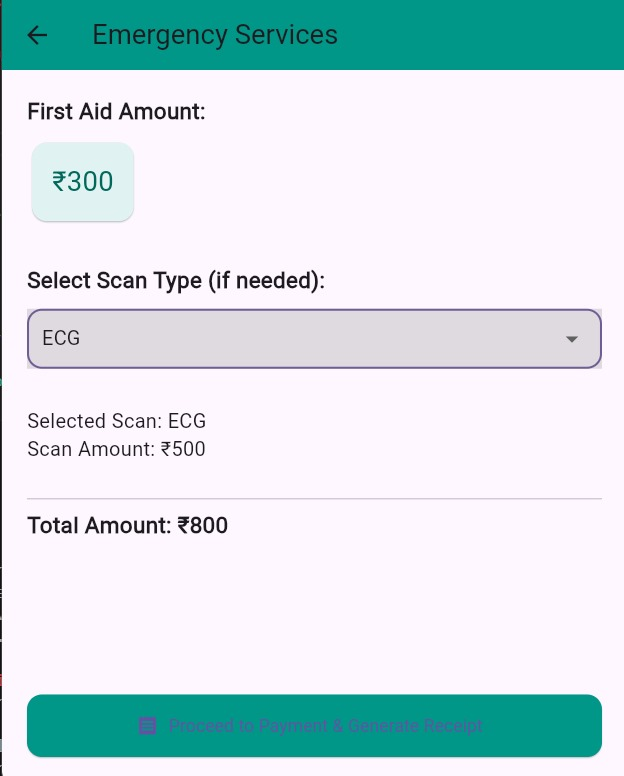 Emergency Services
First Aid Amount:
₹300
Select Scan Type (if needed):
ECG
Selected Scan: ECG
Scan Amount: ₹500
Total Amount: ₹800
Proceed to Payment & Generate Receipt